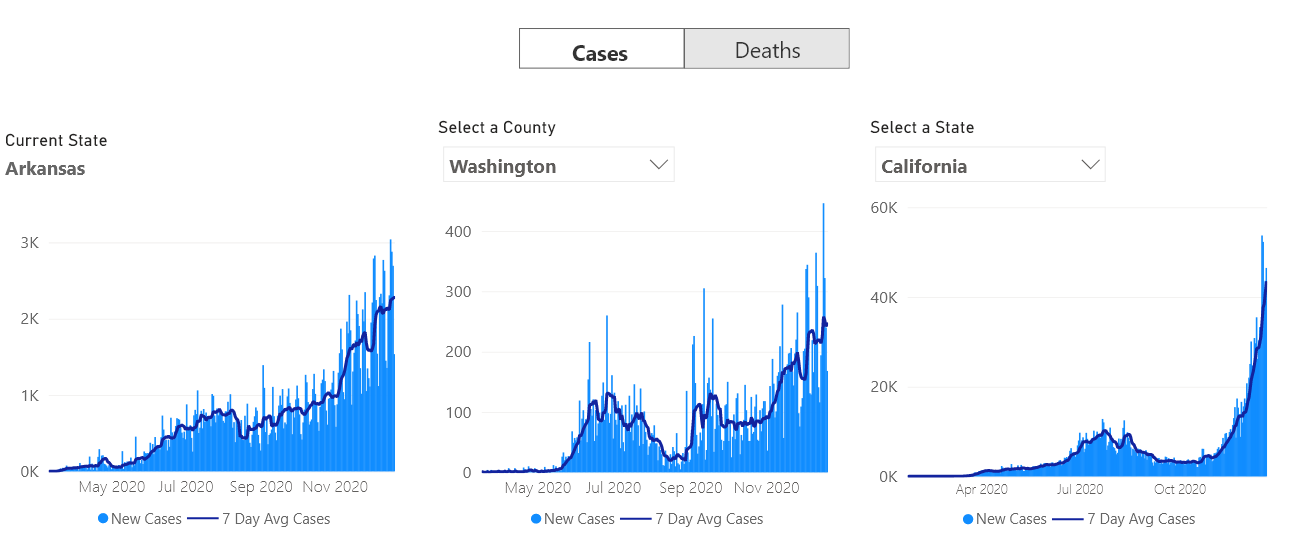 Cases Deaths
Current State
Arkansas
3K
2K
1K
0K
May 2020 Jul 2020 Sep 2020 Nov 2020
New Cases 7 Day Avg Cases
Select a County
Washington
400
300
200
100
0
May 2020 Jul 2020 Sep 2020 Nov 2020
New Cases 7 Day Avg Cases
Select a State
California
60K
40K
20K
0K
Apr 2020 Jul 2020 Oct 2020
New Cases 7 Day Avg Cases